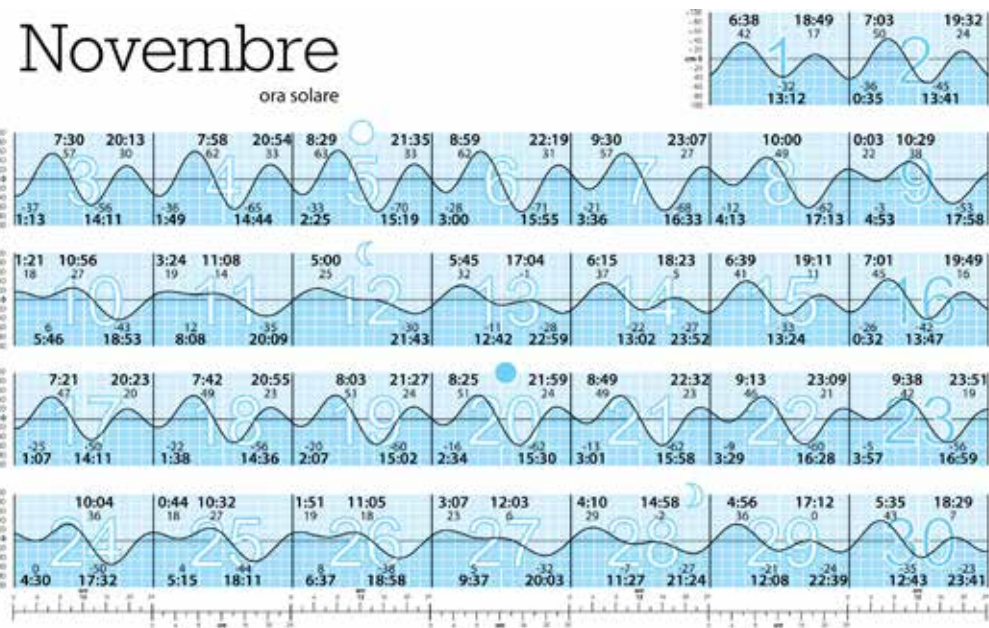 Novembre
ora solare
6:38 18:49 7:03 19:32
42 17 50 24
1 2
-32 -36 -45
13:12 0:35 13:41
7:30 20:13 7:58 20:54 8:29 21:35 8:59 22:19 9:30 23:07 10:00 0:03 10:29
57 30 62 33 63 33 62 31 57 27 49 22 38
3 4 5 6 7 8 9
-37 -56 -36 -65 -33 -70 -28 -71 -21 -68 -12 -62 -3 -53
1:13 14:11 1:49 14:44 2:25 15:19 3:00 15:55 3:36 16:33 4:13 17:13 4:53 17:58
1:21 10:56 3:24 11:08 5:00 5:45 17:04 6:15 18:23 6:39 19:11 7:01 19:49
18 27 19 14 25 32 -1 37 5 41 11 45 16
10 11 12 13 14 15 16
6 -43 12 -35 -30 -11 -28 -22 -27 -33 -26 -42
5:46 18:53 8:08 20:09 21:43 12:42 22:59 13:02 23:52 13:24 0:32 13:47
7:21 20:23 7:42 20:55 8:03 21:27 8:25 21:59 8:49 22:32 9:13 23:09 9:38 23:51
47 20 49 23 53 24 51 24 49 23 46 21 42 19
17 18 19 20 21 22 23
-25 -50 -22 -56 -20 -60 -16 -62 -13 -62 -9 -60 -5 -56
1:07 14:11 1:38 14:36 2:07 15:02 2:34 15:30 3:01 15:58 3:29 16:28 3:57 16:59
10:04 0:44 10:32 1:51 11:05 3:07 12:03 4:10 14:58 4:56 17:12 5:35 18:29
36 18 27 19 18 23 6 29 -2 36 0 43 7
24 25 26 27 28 29 30
0 -50 4 -44 8 -38 5 -32 -7 -27 -21 -24 -35 -23
4:30 17:32 5:15 18:11 6:37 18:58 9:37 20:03 11:27 21:24 12:08 22:39 12:43 23:41